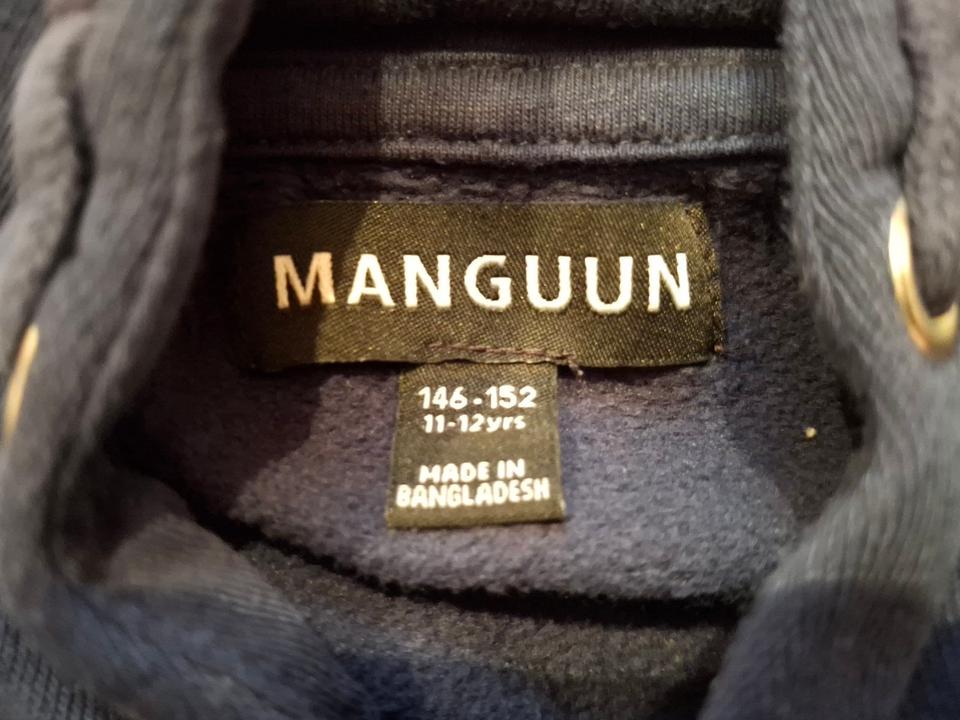 MANGUUN
146-152
11-12yrs
MADE IN
BANGLADESH